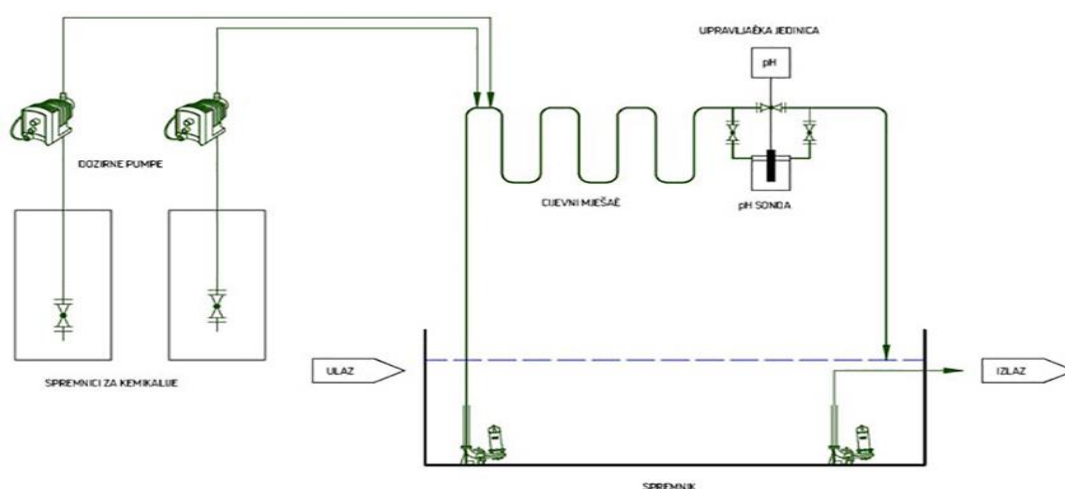 UPRAVLJAČKA JEDINICA
pH
DOZIRNE PUMPE
CIJEVNI MJEŠAČ
pH SONDA
SPREMNICI ZA KEMIKALIJE
ULAZ
IZLAZ
SPREMNIK